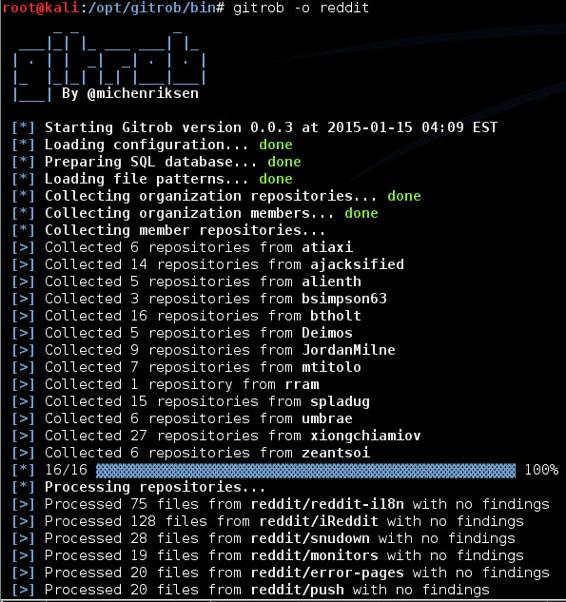 root@kali:/opt/gitrob/bin# gitrob -o reddit
gitrob
By @michenriksen
[*] Starting Gitrob version 0.0.3 at 2015-01-15 04:09 EST
[*] Loading configuration... done
[*] Preparing SQL database... done
[*] Loading file patterns... done
[*] Collecting organization repositories... done
[*] Collecting organization members... done
[*] Collecting member repositories...
[>] Collected 6 repositories from atiaxi
[>] Collected 14 repositories from ajacksified
[>] Collected 5 repositories from alienth
[>] Collected 3 repositories from bsimpson63
[>] Collected 16 repositories from btholt
[>] Collected 5 repositories from Deimos
[>] Collected 9 repositories from JordanMilne
[>] Collected 7 repositories from mtitolo
[>] Collected 1 repository from rram
[>] Collected 15 repositories from spladug
[>] Collected 6 repositories from umbrae
[>] Collected 27 repositories from xiongchiamiov
[>] Collected 6 repositories from zeantsoi
[*] 16/16 100%
[*] Processing repositories...
[>] Processed 75 files from reddit/reddit-i18n with no findings
[>] Processed 128 files from reddit/iReddit with no findings
[>] Processed 28 files from reddit/snudown with no findings
[>] Processed 19 files from reddit/monitors with no findings
[>] Processed 20 files from reddit/error-pages with no findings
[>] Processed 20 files from reddit/push with no findings